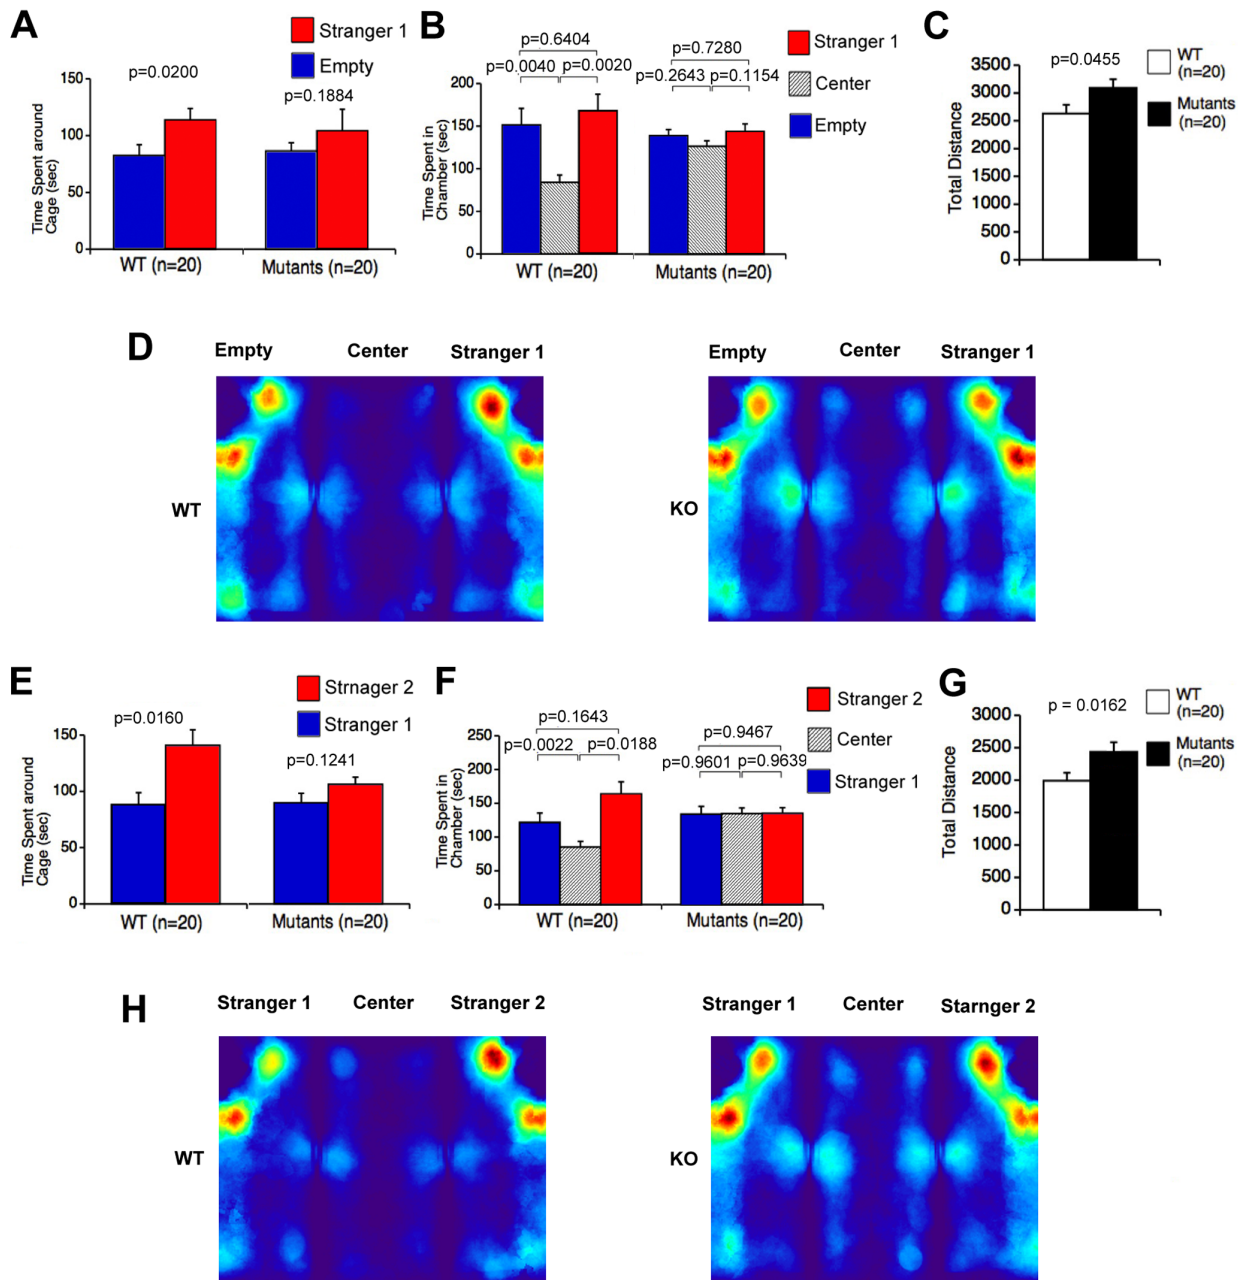 A
Stranger 1
Empty
p=0.0200
p=0.1884
150
100
50
0
Time Spent around
Cage (sec)
WT (n=20)
Mutants (n=20)
B
Stranger 1
Center
Empty
p=0.6404
p=0.0040
p=0.0020
p=0.7280
p=0.2643
p=0.1154
200
150
100
50
0
Time Spent in
Chamber (sec)
WT (n=20)
Mutants (n=20)
C
WT
(n=20)
Mutants
(n=20)
p=0.0455
3500
3000
2500
2000
1500
1000
500
0
Total Distance
D
Empty
Center
Stranger 1
WT
Empty
Center
Stranger 1
KO
E
Strnager 2
Stranger 1
p=0.0160
p=0.1241
150
100
50
0
Time Spent around
Cage (sec)
WT (n=20)
Mutants (n=20)
F
Stranger 2
Center
Stranger 1
p=0.1643
p=0.0022
p=0.0188
p=0.9467
p=0.9601
p=0.9639
250
200
150
100
50
0
Time Spent in
Chamber (sec)
WT (n=20)
Mutants (n=20)
G
WT
(n=20)
Mutants
(n=20)
p = 0.0162
3000
2500
2000
1500
1000
500
0
Total Distance
H
Stranger 1
Center
Stranger 2
WT
Stranger 1
Center
Starnger 2
KO